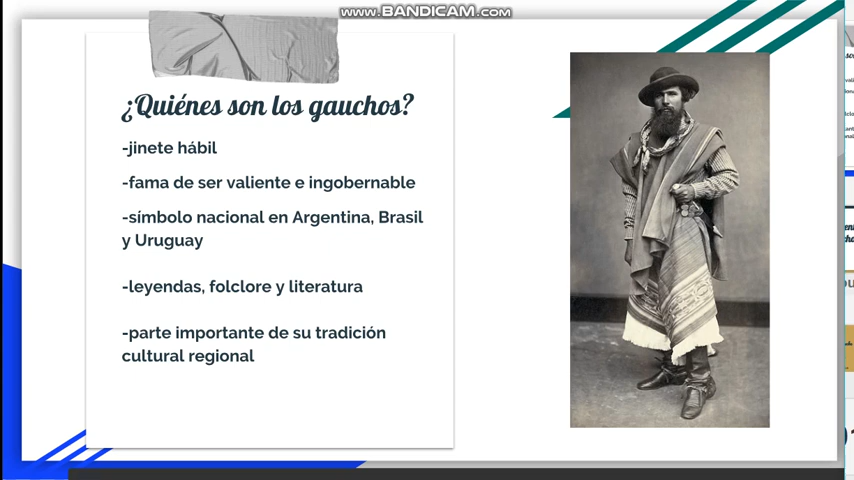 www.BANDICAM.com
¿Quiénes son los gauchos?
-jinete hábil
-fama de ser valiente e ingobernable
-símbolo nacional en Argentina, Brasil
y Uruguay
-leyendas, folclore y literatura
-parte importante de su tradición
cultural regional